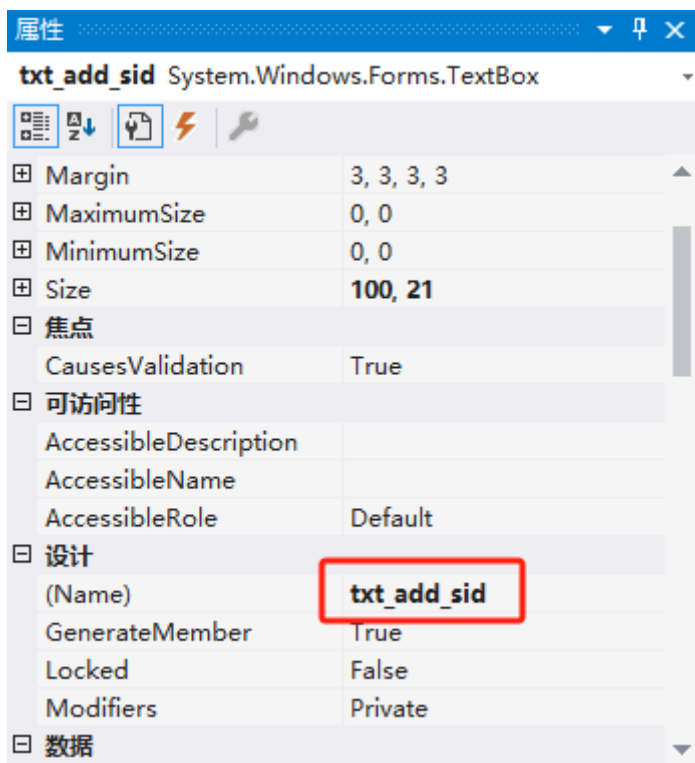 属性
txt_add_sid System.Windows.Forms.TextBox
Margin 3, 3, 3, 3
MaximumSize 0, 0
MinimumSize 0, 0
Size 100, 21
焦点
CausesValidation True
可访问性
AccessibleDescription
AccessibleName
AccessibleRole Default
设计
(Name) txt_add_sid
GenerateMember True
Locked False
Modifiers Private
数据